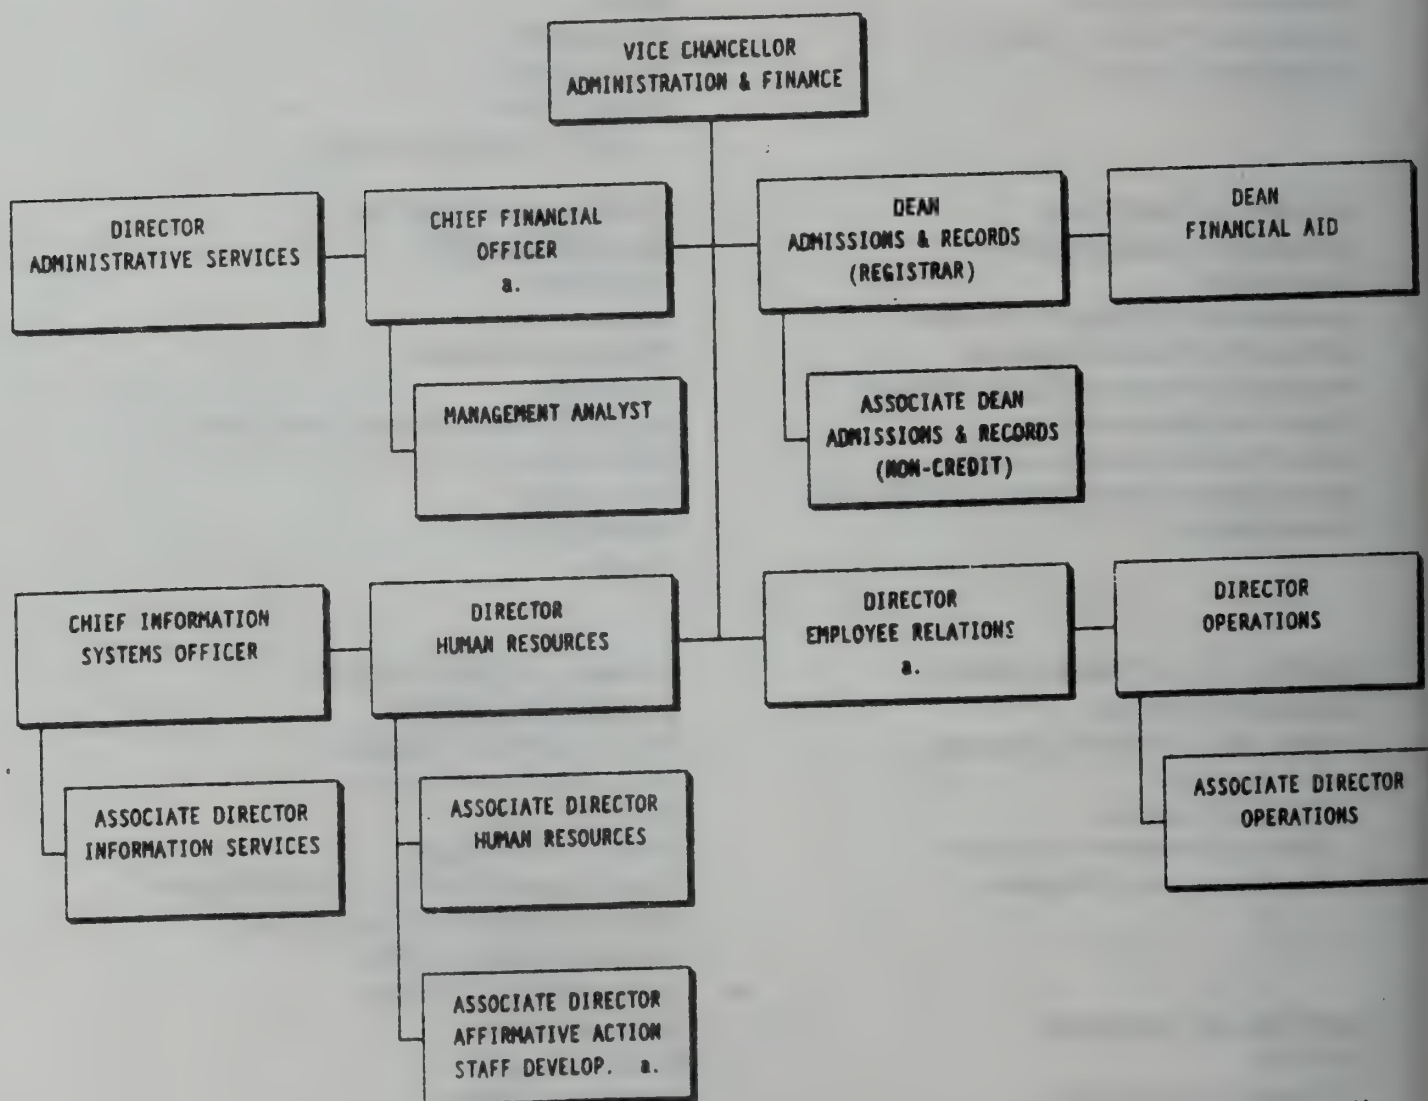 VICE CHANCELLOR
ADMINISTRATION & FINANCE
DIRECTOR
ADMINISTRATIVE SERVICES
CHIEF FINANCIAL
OFFICER
a.
DEAN
ADMISSIONS & RECORDS
(REGISTRAR)
DEAN
FINANCIAL AID
MANAGEMENT ANALYST
ASSOCIATE DEAN
ADMISSIONS & RECORDS
(NON-CREDIT)
CHIEF INFORMATION
SYSTEMS OFFICER
DIRECTOR
HUMAN RESOURCES
DIRECTOR
EMPLOYEE RELATIONS
a.
DIRECTOR
OPERATIONS
ASSOCIATE DIRECTOR
INFORMATION SERVICES
ASSOCIATE DIRECTOR
HUMAN RESOURCES
ASSOCIATE DIRECTOR
OPERATIONS
ASSOCIATE DIRECTOR
AFFIRMATIVE ACTION
STAFF DEVELOP. a.